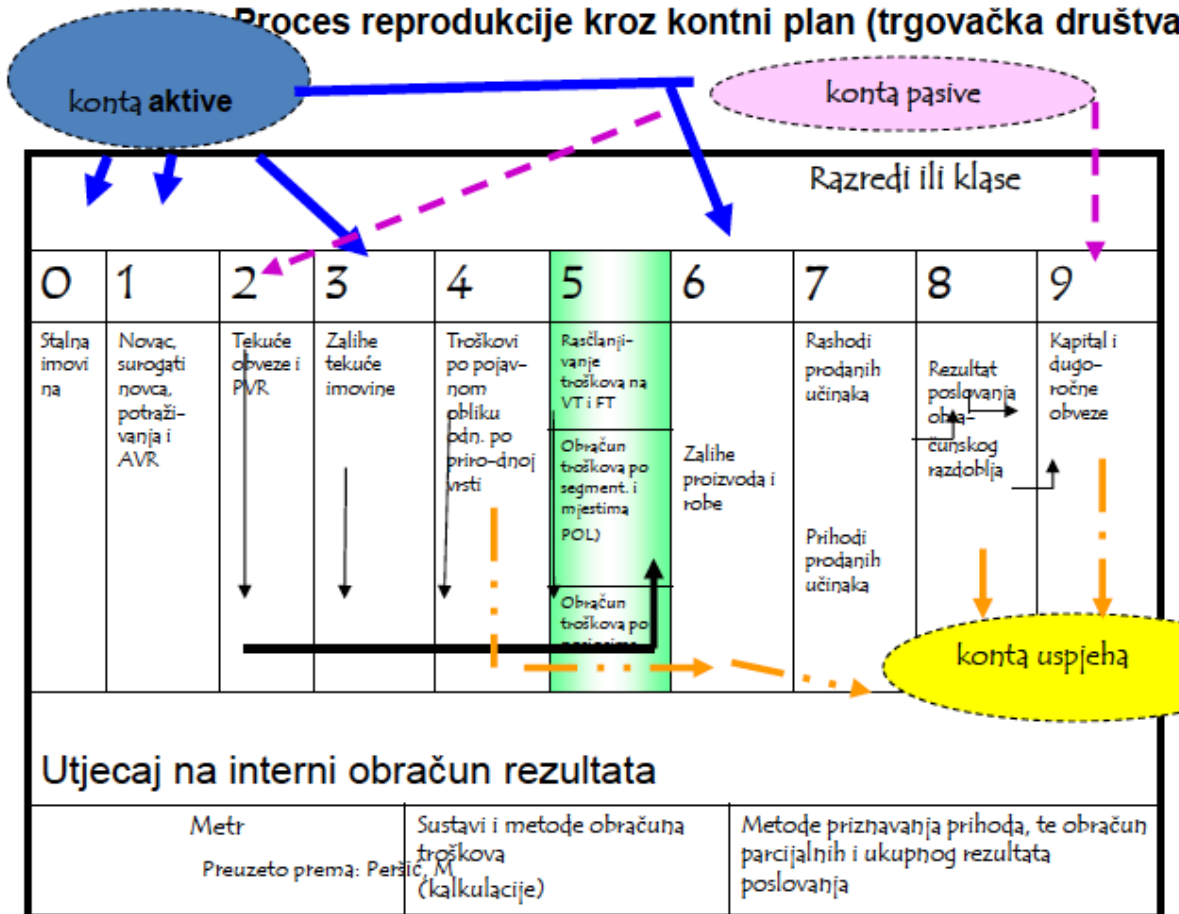 Proces reprodukcije kroz kontni plan (trgovačka društva
konta aktive
konta pasive
Razredi ili klase
0
1
2
3
4
5
6
7
8
9
Stalna
imovi
na
Novac,
surogati
novca,
potraži-
vanja i
AVR
Tekuće
obveze i
PVR
Zalihe
tekuće
imovine
Troškovi
po pojav-
nom
obliku
odn. po
priro-dnoj
vrsti
Rasčlanji-
vanje
troškova na
VT i FT
Obračun
troškova po
segment. i
mjestima
POL)
Obračun
troškova po
Zalihe
proizvoda i
robe
Rashodi
prodanih
učinaka
Prihodi
prodanih
učinaka
Rezultat
poslovanja
obra-
čunskog
razdoblja
Kapital i
dugo-
ročne
obveze
konta uspjeha
Utjecaj na interni obračun rezultata
Metr
Preuzeto prema: Peršić, M
Sustavi i metode obračuna
troškova
(kalkulacije)
Metode priznavanja prihoda, te obračun
parcijalnih i ukupnog rezultata
poslovanja